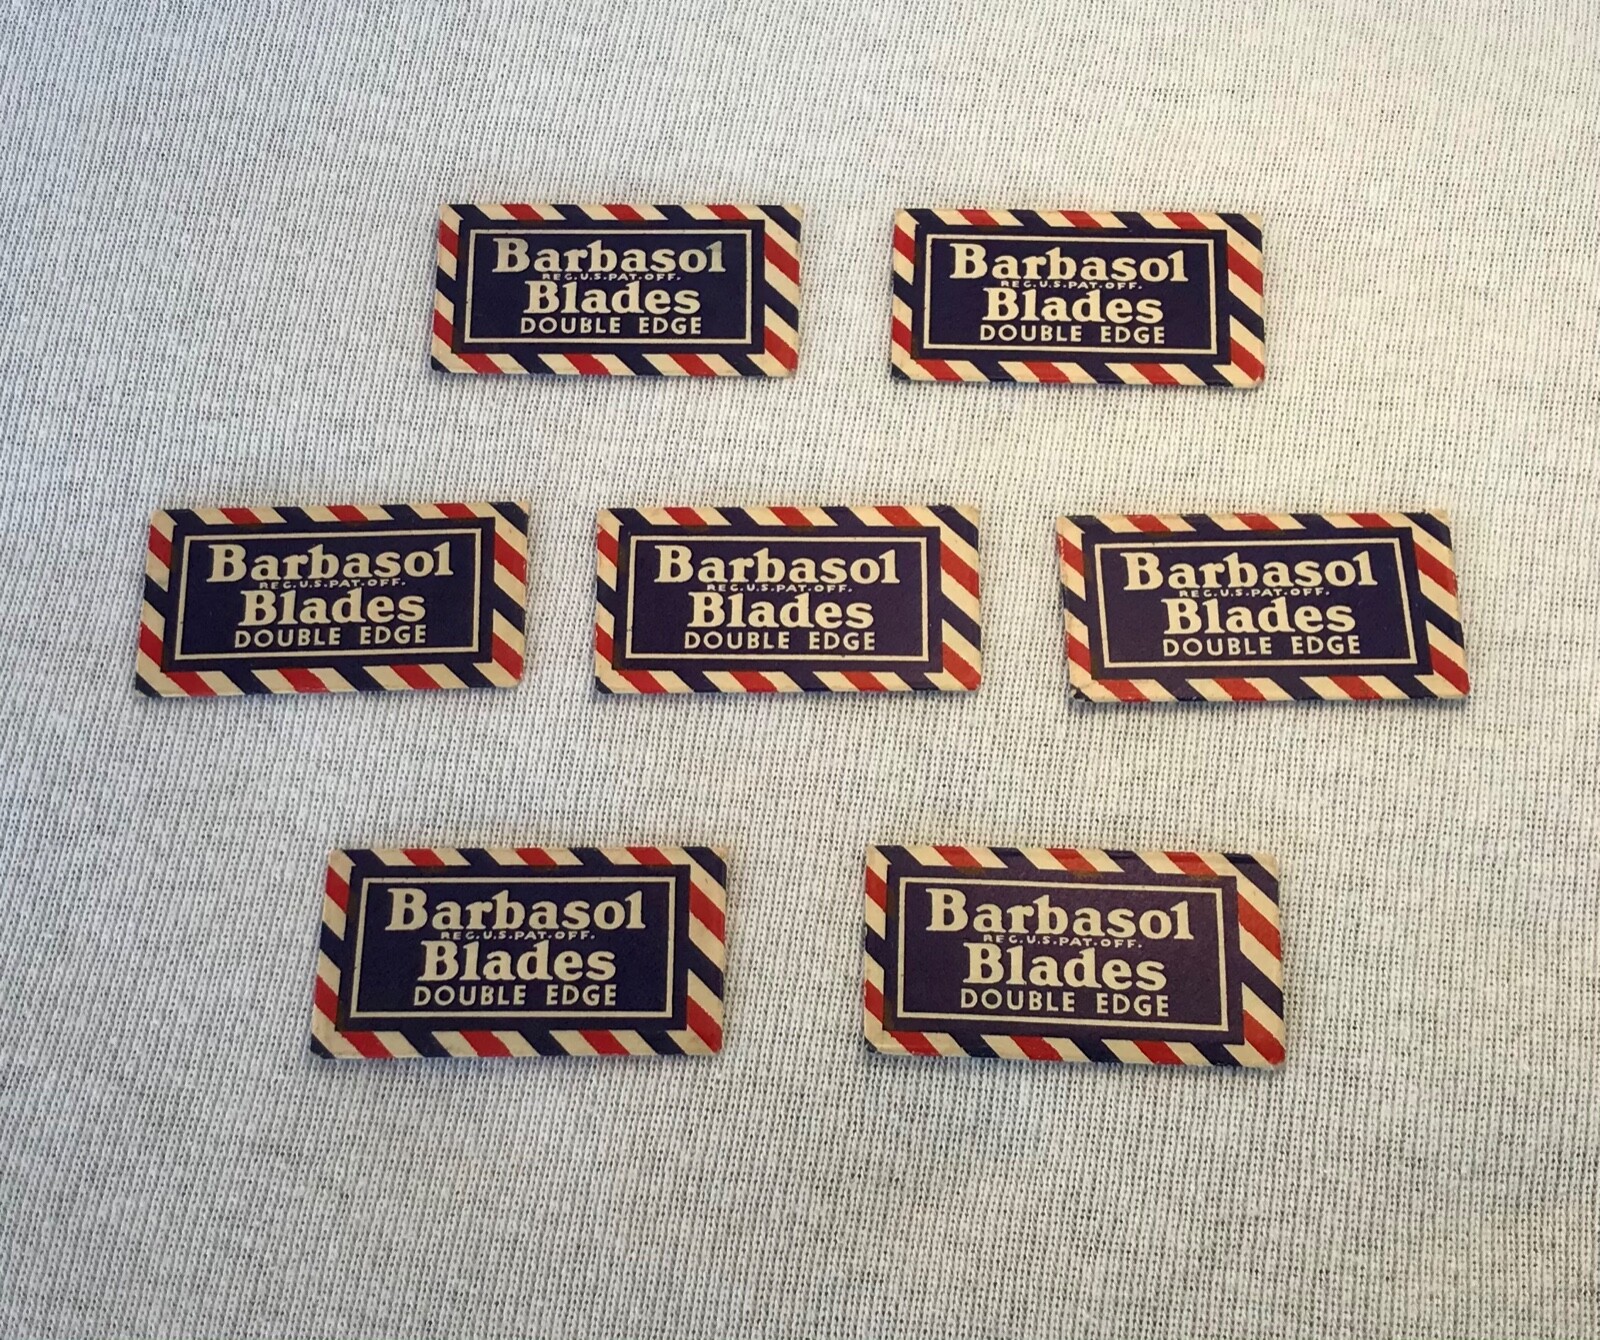 Barbasol
REG. U.S. PAT. OFF.
Blades
DOUBLE EDGE
Barbasol
REG. U.S. PAT. OFF.
Blades
DOUBLE EDGE
Barbasol
REG. U.S. PAT. OFF.
Blades
DOUBLE EDGE
Barbasol
REG. U.S. PAT. OFF.
Blades
DOUBLE EDGE
Barbasol
REG. U.S. PAT. OFF.
Blades
DOUBLE EDGE
Barbasol
REG. U.S. PAT. OFF.
Blades
DOUBLE EDGE
Barbasol
REG. U.S. PAT. OFF.
Blades
DOUBLE EDGE